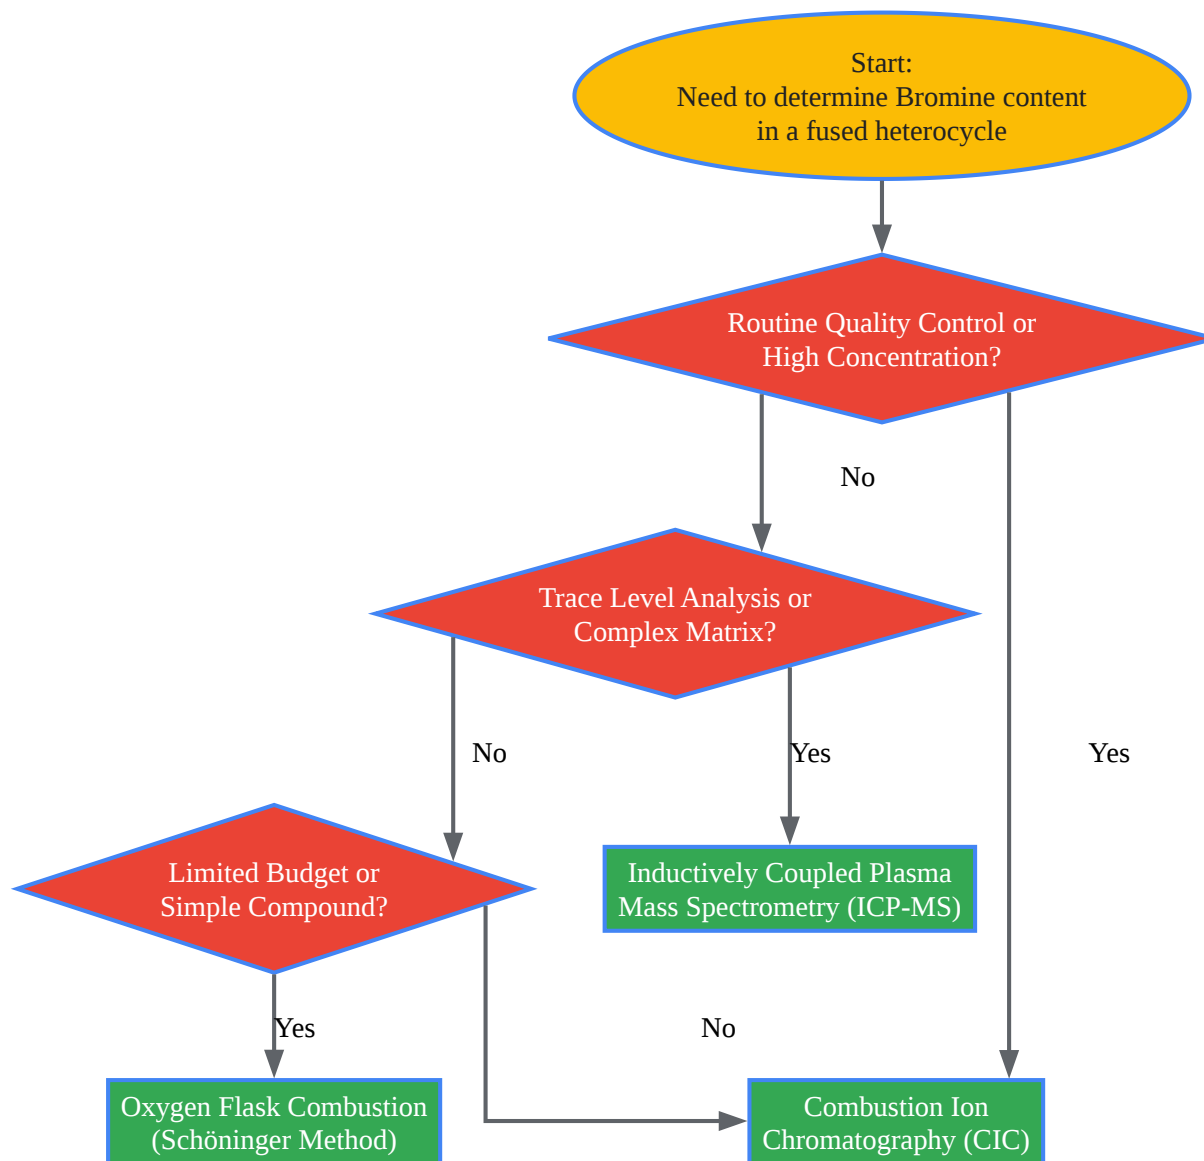 Start:
Need to determine Bromine content
in a fused heterocycle
Routine Quality Control or
High Concentration?
No
Trace Level Analysis or
Complex Matrix?
No
Yes
Yes
Limited Budget or
Simple Compound?
Inductively Coupled Plasma
Mass Spectrometry (ICP-MS)
Yes
No
Oxygen Flask Combustion
(Schöninger Method)
Combustion Ion
Chromatography (CIC)